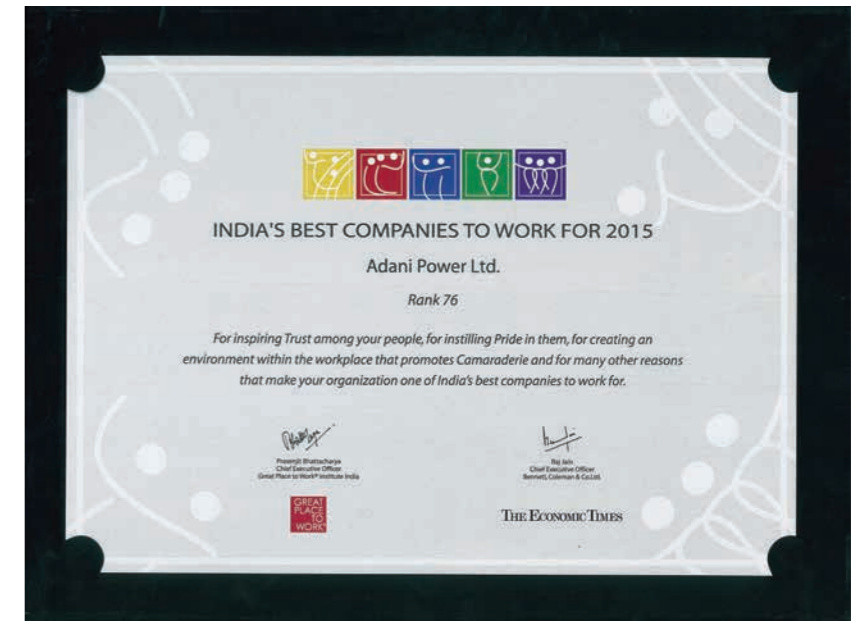 INDIA'S BEST COMPANIES TO WORK FOR 2015
Adani Power Ltd.
Rank 76
For inspiring Trust among your people, for instilling Pride in them, for creating an
environment within the workplace that promotes Camaraderie and for many other reasons
that make your organization one of India's best companies to work for.
Prasenjit Bhattacharya
Chief Executive Officer
Great Place to Work® Institute India
Raj Jain
Chief Executive Officer
Bennett, Coleman & Co.Ltd.
GREAT
PLACE
TO
WORK®
THE ECONOMIC TIMES